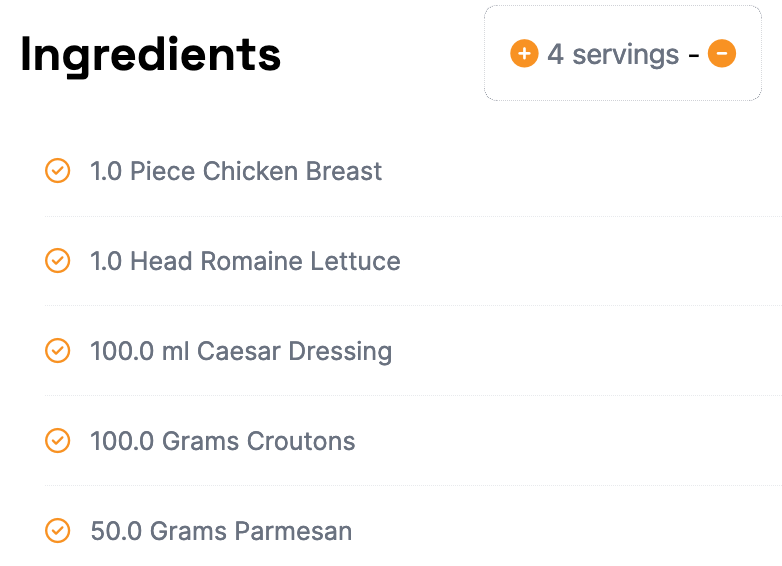 Ingredients
4 servings -
1.0 Piece Chicken Breast
1.0 Head Romaine Lettuce
100.0 ml Caesar Dressing
100.0 Grams Croutons
50.0 Grams Parmesan